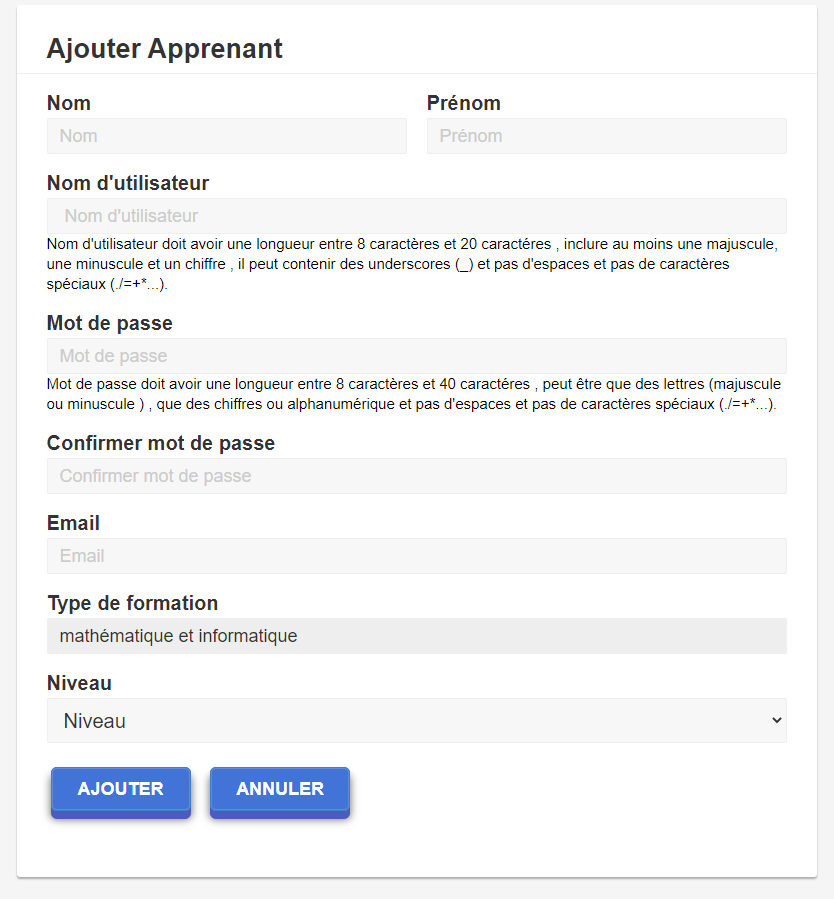 Ajouter Apprenant
Nom
Prénom
Nom
Prénom
Nom d'utilisateur
Nom d'utilisateur
Nom d'utilisateur doit avoir une longueur entre 8 caractères et 20 caractéres , inclure au moins une majuscule,
une minuscule et un chiffre , il peut contenir des underscores (_) et pas d'espaces et pas de caractères
spéciaux (./=+*...).
Mot de passe
Mot de passe
Mot de passe doit avoir une longueur entre 8 caractères et 40 caractéres , peut être que des lettres (majuscule
ou minuscule ) , que des chiffres ou alphanumérique et pas d'espaces et pas de caractères spéciaux (./=+*...).
Confirmer mot de passe
Confirmer mot de passe
Email
Email
Type de formation
mathématique et informatique
Niveau
Niveau
AJOUTER
ANNULER